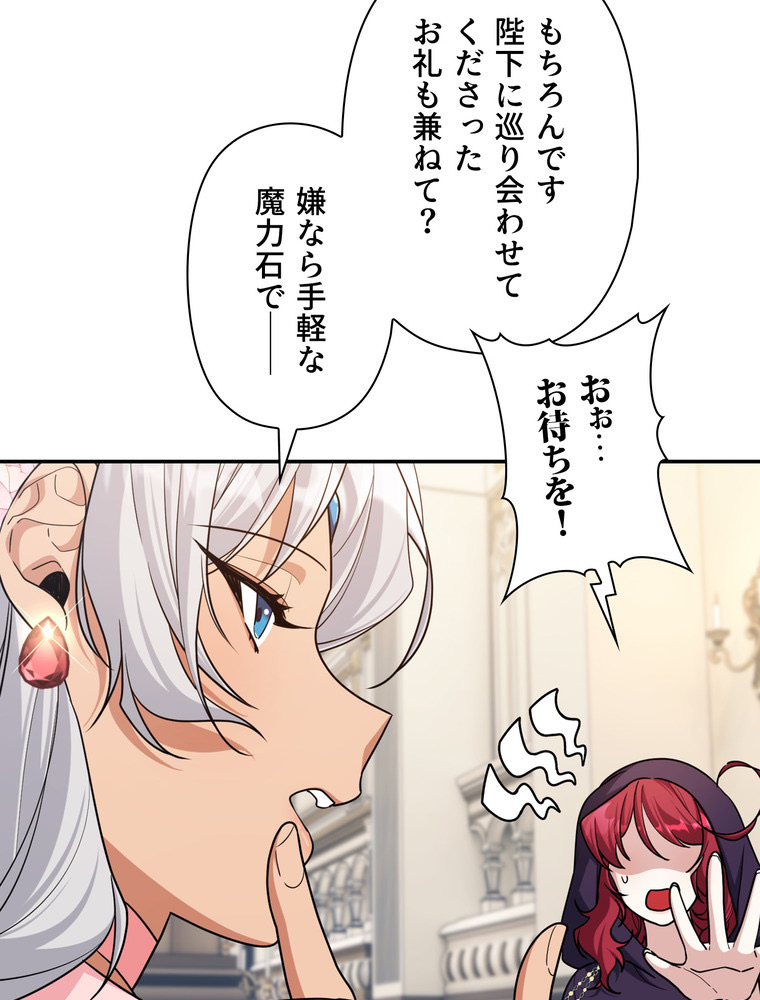 もちろんです
陛下に巡り会わせて
くださった
お礼も兼ねて？
嫌なら手軽な
魔力石で──
おぉ…
お待ちを！